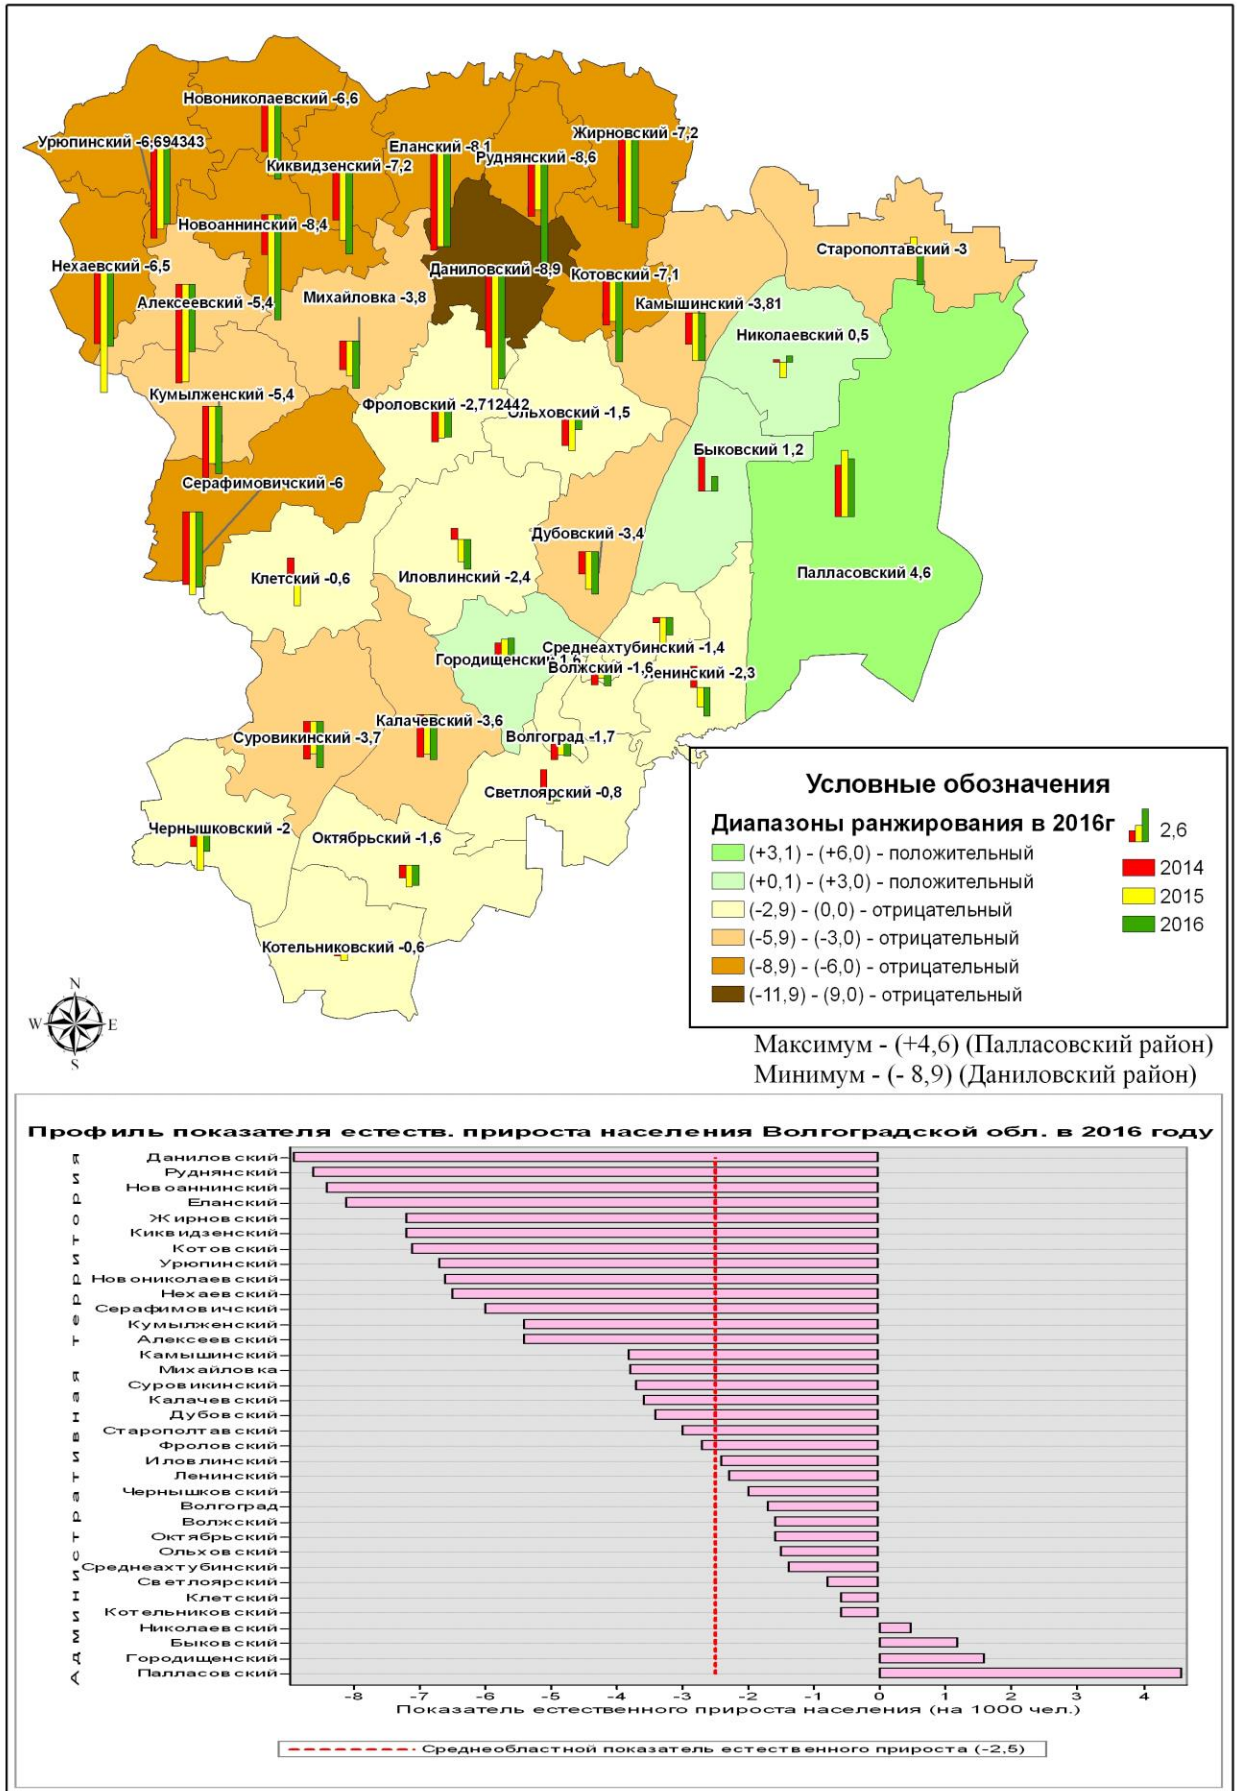 Новониколаевский -6,6
Урюпинский -6,694343
Жирновский -7,2
Еланский -8,1
Руднянский -8,6
Киквидзенский -7,2
Новоаннинский -8,4
Старополтавский -3
Нехаевский -6,5
Даниловский -8,9
Котовский -7,1
Алексеевский -5,4
Михайловка -3,8
Камышинский -3,81
Николаевский 0,5
Кумылженский -5,4
Фроловский -2,712442
Ольховский -1,5
Быковский 1,2
Серафимовичский -6
Дубовский -3,4
Клетский -0,6
Иловлинский -2,4
Палласовский 4,6
Среднеахтубинский -1,4
Городищенский 1,6
Волжский -1,6
Ленинский -2,3
Калачевский -3,6
Суровикинский -3,7
Волгоград -1,7
Светлоярский -0,8
Чернышковский -2
Октябрьский -1,6
Котельниковский -0,6
N
W
E
S
Условные обозначения
Диапазоны ранжирования в 2016г
2,6
(+3,1) - (+6,0) - положительный
(+0,1) - (+3,0) - положительный
(-2,9) - (0,0) - отрицательный
(-5,9) - (-3,0) - отрицательный
(-8,9) - (-6,0) - отрицательный
(-11,9) - (9,0) - отрицательный
2014
2015
2016
Максимум - (+4,6) (Палласовский район)
Минимум - (- 8,9) (Даниловский район)
Профиль показателя естеств. прироста населения Волгоградской обл. в 2016 году
Административная территория
Даниловский
Руднянский
Новоаннинский
Еланский
Жирновский
Киквидзенский
Котовский
Урюпинский
Новониколаевский
Нехаевский
Серафимовичский
Кумылженский
Алексеевский
Камышинский
Михайловка
Суровикинский
Калачевский
Дубовский
Старополтавский
Фроловский
Иловлинский
Ленинский
Чернышковский
Волгоград
Волжский
Октябрьский
Ольховский
Среднеахтубинский
Светлоярский
Клетский
Котельниковский
Николаевский
Быковский
Городищенский
Палласовский
-8 -7 -6 -5 -4 -3 -2 -1 0 1 2 3 4
Показатель естественного прироста населения (на 1000 чел.)
Среднеобластной показатель естественного прироста (-2,5)